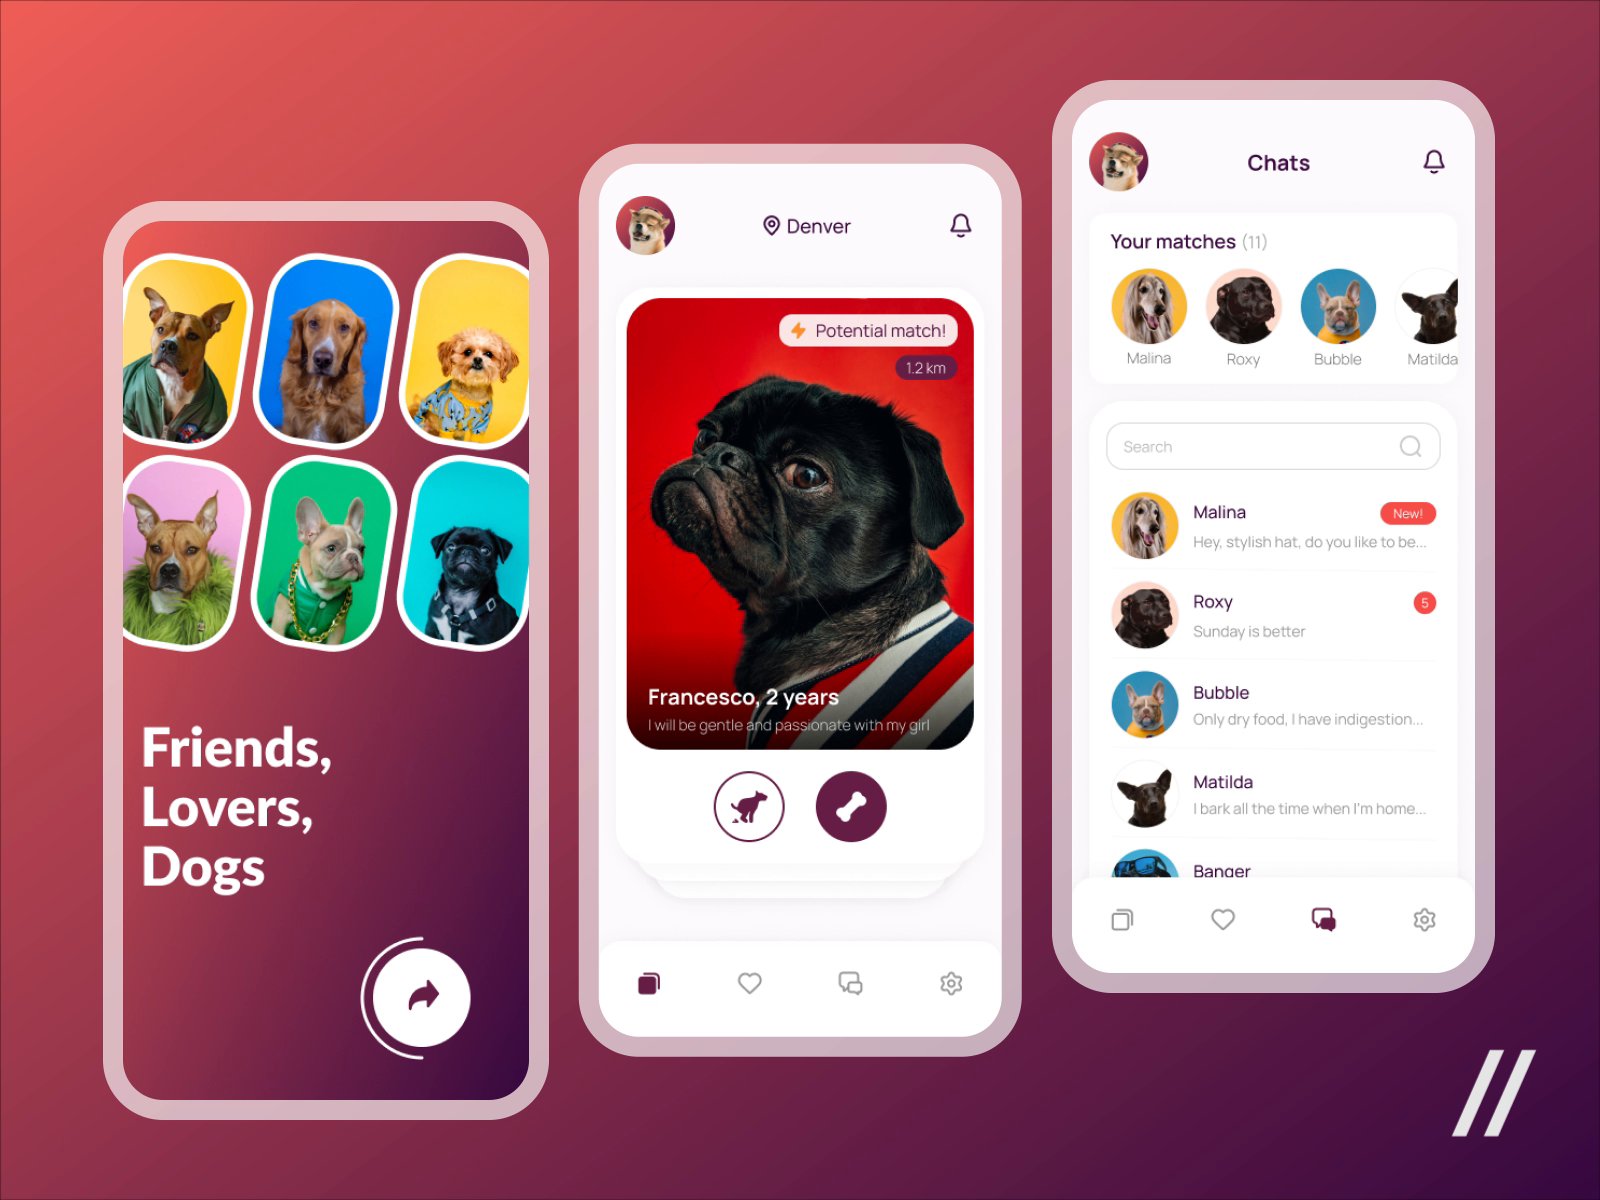 Friends,
Lovers,
Dogs
Denver
Potential match!
1.2 km
Francesco, 2 years
I will be gentle and passionate with my girl
Chats
Your matches (11)
Malina
Roxy
Bubble
Matilda
Search
Malina
New!
Hey, stylish hat, do you like to be...
Roxy
5
Sunday is better
Bubble
Only dry food, I have indigestion...
Matilda
I bark all the time when I'm home...
Banger